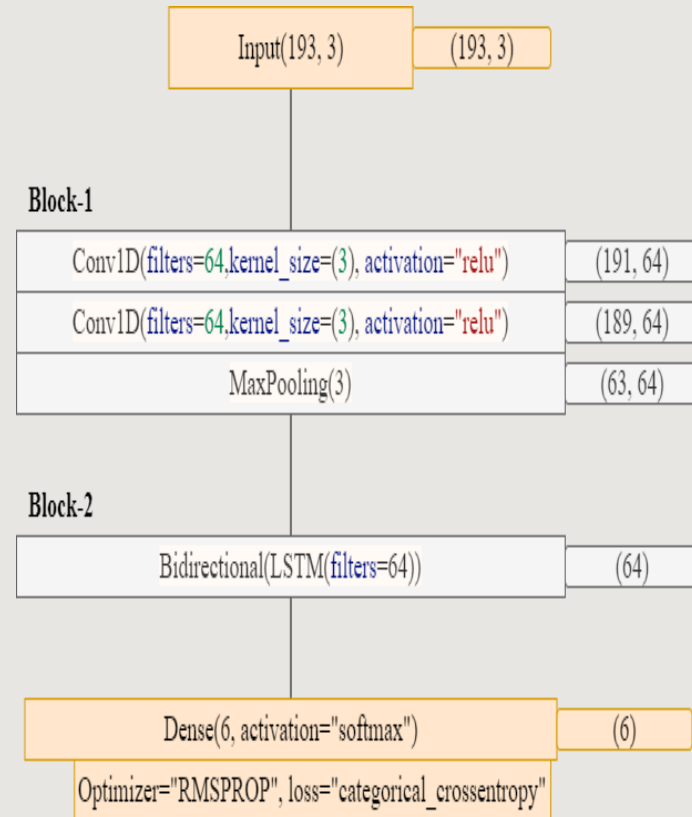 Input(193, 3) (193, 3)
Block-1
Conv1D(filters=64,kernel_size=(3), activation="relu") (191, 64)
Conv1D(filters=64,kernel_size=(3), activation="relu") (189, 64)
MaxPooling(3) (63, 64)
Block-2
Bidirectional(LSTM(filters=64)) (64)
Dense(6, activation="softmax") (6)
Optimizer="RMSPROP", loss="categorical_crossentropy"